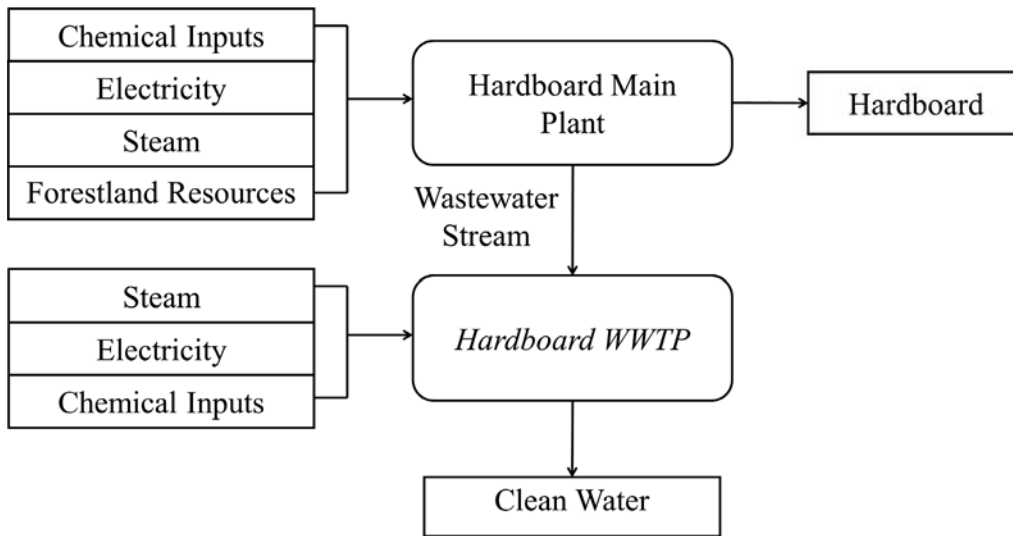 Chemical Inputs
Electricity
Steam
Forestland Resources
Hardboard Main
Plant
Hardboard
Wastewater
Stream
Steam
Electricity
Chemical Inputs
Hardboard WWTP
Clean Water